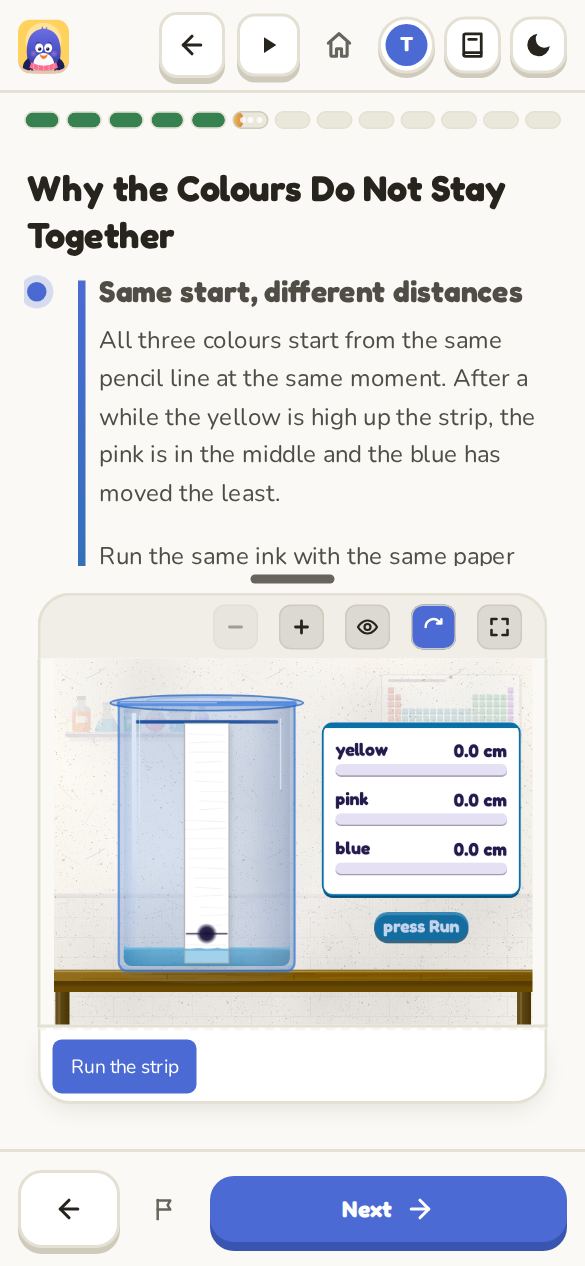 T
Why the Colours Do Not Stay
Together
Same start, different distances
All three colours start from the same
pencil line at the same moment. After a
while the yellow is high up the strip, the
pink is in the middle and the blue has
moved the least.
Run the same ink with the same paper
yellow 0.0 cm
pink 0.0 cm
blue 0.0 cm
press Run
Run the strip
Next